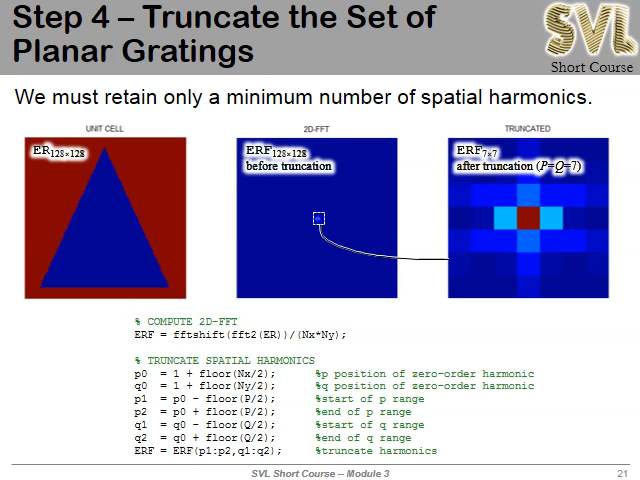 Step 4 – Truncate the Set of
Planar Gratings
SVL
Short Course
We must retain only a minimum number of spatial harmonics.
UNIT CELL
2D-FFT
TRUNCATED
ER128×128
ERF128×128
before truncation
ERF7×7
after truncation (P=Q=7)
% COMPUTE 2D-FFT
ERF = fftshift(fft2(ER))/(Nx*Ny);
% TRUNCATE SPATIAL HARMONICS
p0 = 1 + floor(Nx/2); %p position of zero-order harmonic
q0 = 1 + floor(Ny/2); %q position of zero-order harmonic
p1 = p0 - floor(P/2); %start of p range
p2 = p0 + floor(P/2); %end of p range
q1 = q0 - floor(Q/2); %start of q range
q2 = q0 + floor(Q/2); %end of q range
ERF = ERF(p1:p2,q1:q2); %truncate harmonics
SVL Short Course -- Module 3
21